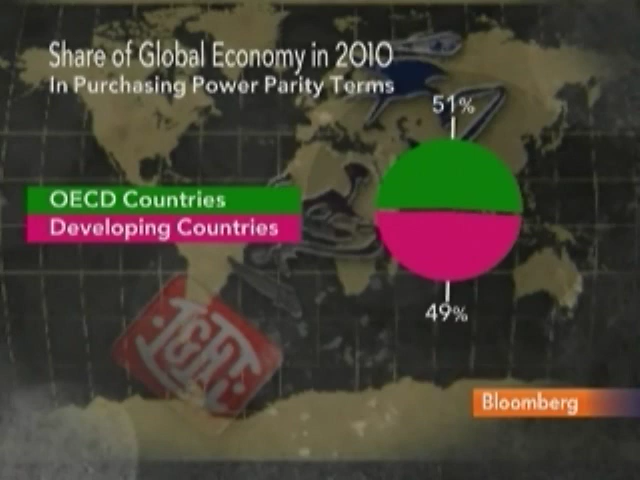 Share of Global Economy in 2010
In Purchasing Power Parity Terms
51%
OECD Countries
Developing Countries
49%
Bloomberg